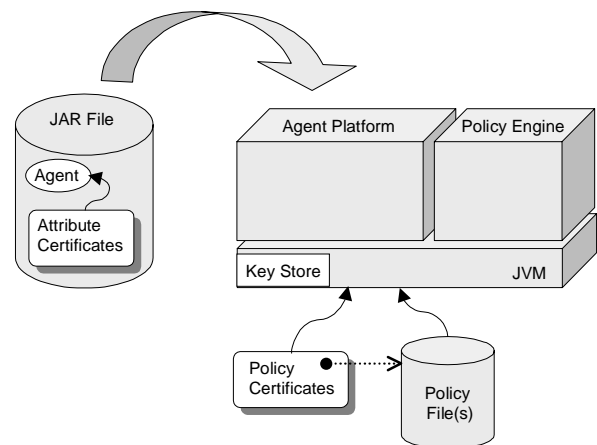 JAR File
Agent
Attribute
Certificates
Agent Platform
Policy Engine
Key Store
JVM
Policy
Certificates
Policy
File(s)